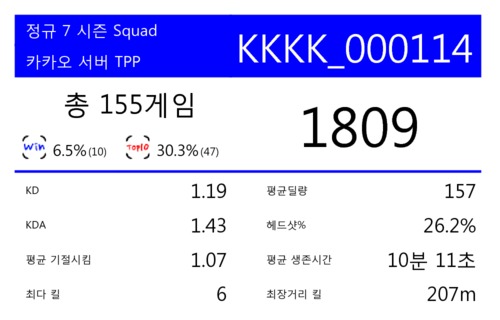 정규 7 시즌 Squad
카카오 서버 TPP
KKKK_000114
총 155게임
Win 6.5%(10) TOP10 30.3%(47)
1809
KD 1.19
평균딜량 157
KDA 1.43
헤드샷% 26.2%
평균 기절시킴 1.07
평균 생존시간 10분 11초
최다 킬 6
최장거리 킬 207m